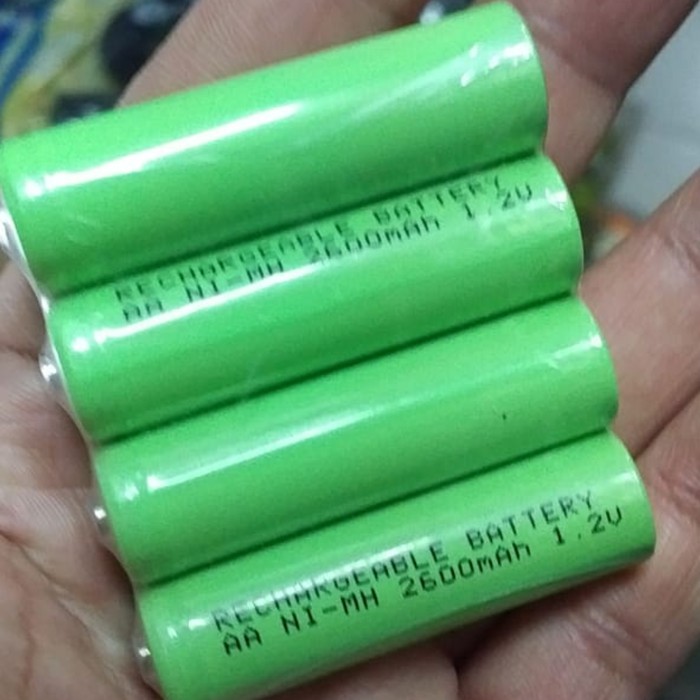 RECHARGEABLE BATTERY
AA NI-MH 2600mAh 1.2V
RECHARGEABLE BATTERY
AA NI-MH 2600mAh 1.2V